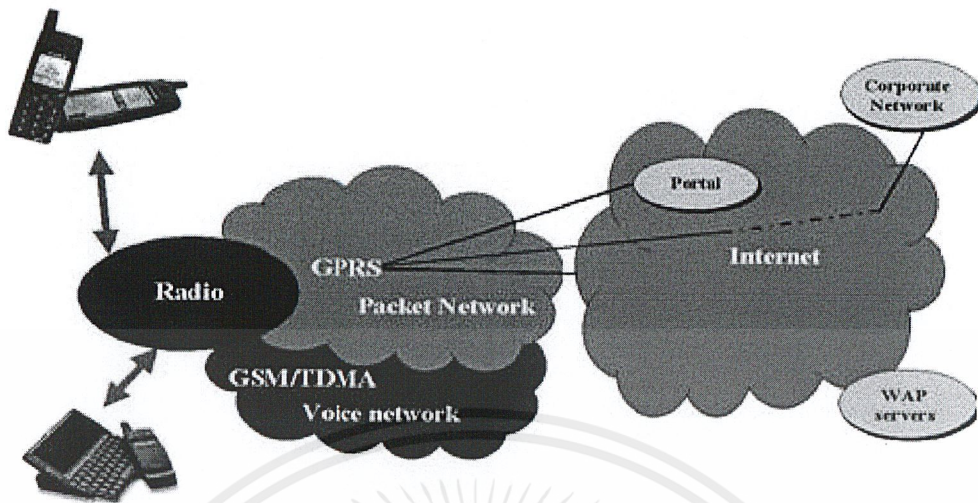 Corporate
Network
Portal
Internet
GPRS
Packet Network
Radio
GSM/TDMA
Voice network
WAP
servers